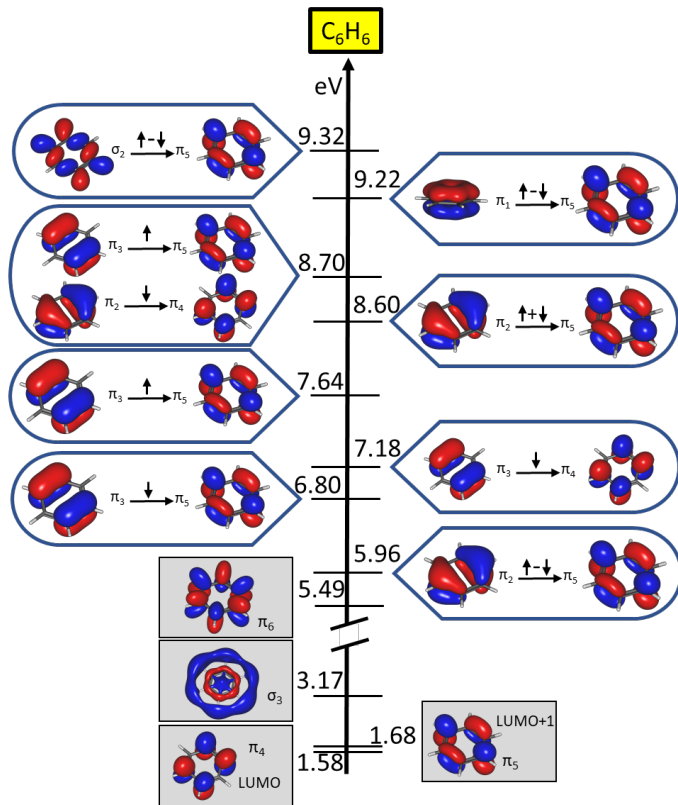 C₆H₆
eV
9.32
σ₂ ↑-↓ π₅
9.22
π₁ ↑-↓ π₅
π₃ ↑ π₅
8.70
π₂ ↓ π₄
8.60
π₂ ↑+↓ π₅
7.64
π₃ ↑ π₅
7.18
π₃ ↓ π₄
6.80
π₃ ↓ π₅
5.96
π₂ ↑-↓ π₅
5.49
π₆
3.17
σ₃
LUMO+1
1.68
π₅
π₄
1.58
LUMO